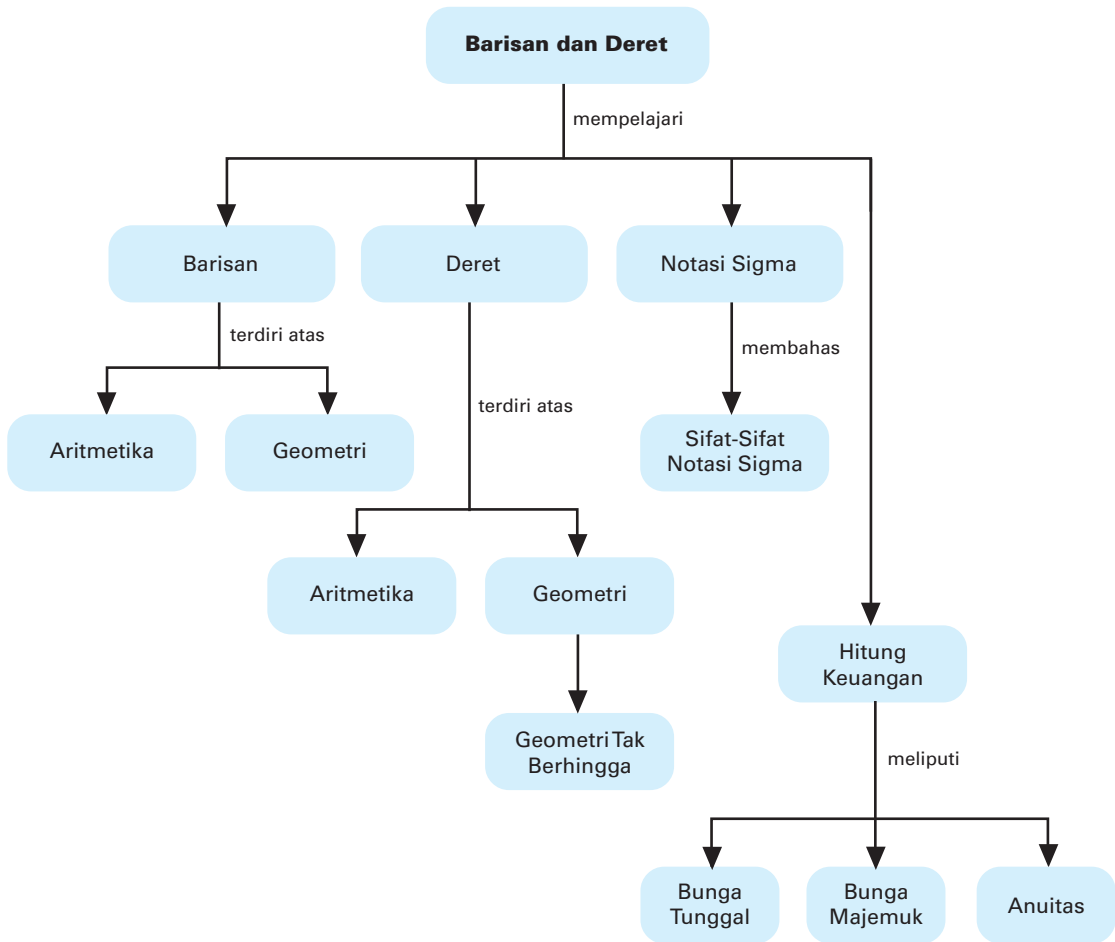 Barisan dan Deret
mempelajari
Barisan
Deret
Notasi Sigma
terdiri atas
membahas
terdiri atas
Aritmetika
Geometri
Sifat-Sifat
Notasi Sigma
Aritmetika
Geometri
Hitung
Keuangan
Geometri Tak
Berhingga
meliputi
Bunga
Tunggal
Bunga
Majemuk
Anuitas